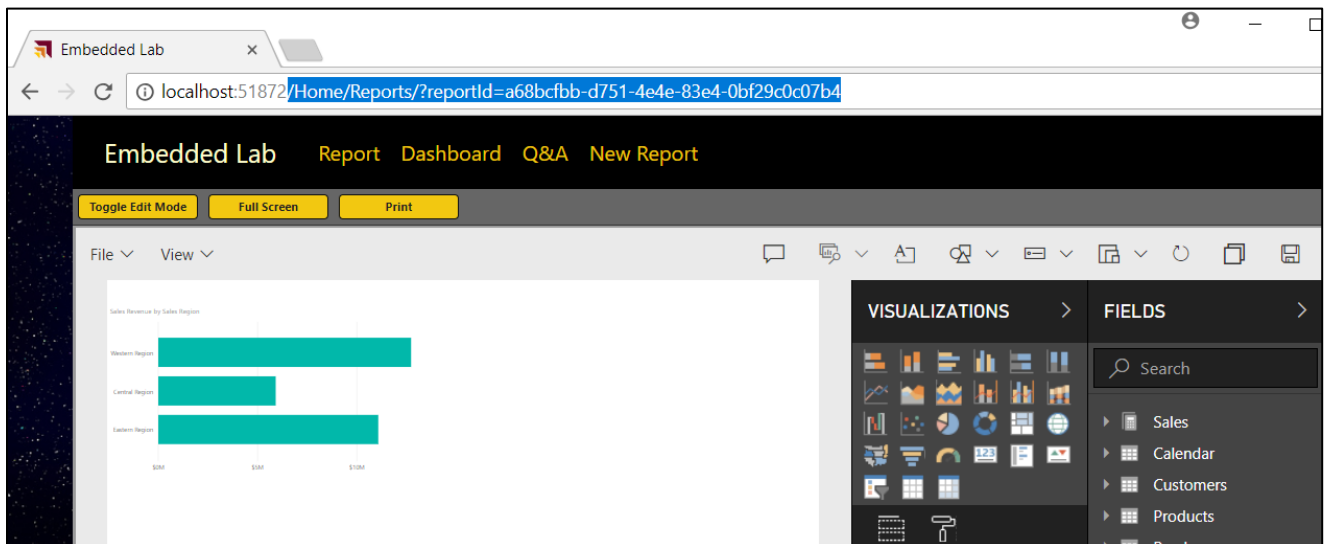 Embedded Lab
localhost:51872/Home/Reports/?reportId=a68bcfbb-d751-4e4e-83e4-0bf29c0c07b4
Embedded Lab Report Dashboard Q&A New Report
Toggle Edit Mode Full Screen Print
File View
Sales Revenue by Sales Region
Western Region
Central Region
Eastern Region
$0M $5M $10M
VISUALIZATIONS
123
FIELDS
Search
Sales
Calendar
Customers
Products